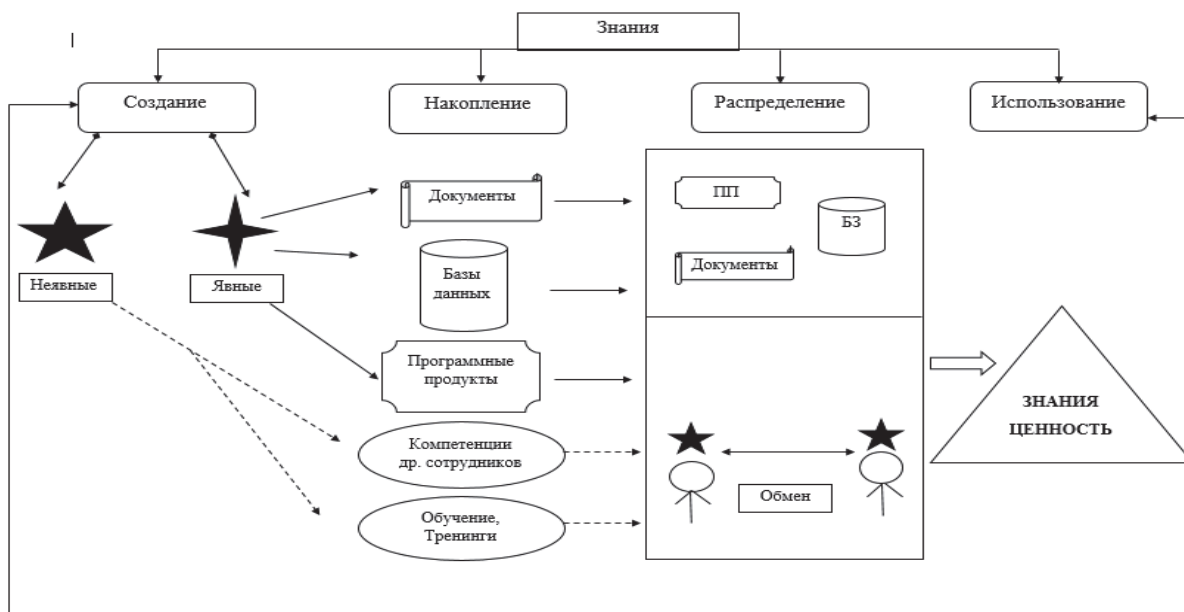 Знания
Создание
Накопление
Распределение
Использование
Документы
ПП
БЗ
Документы
Неявные
Явные
Базы
данных
Программные
продукты
ЗНАНИЯ
ЦЕННОСТЬ
Компетенции
др. сотрудников
Обмен
Обучение,
Тренинги